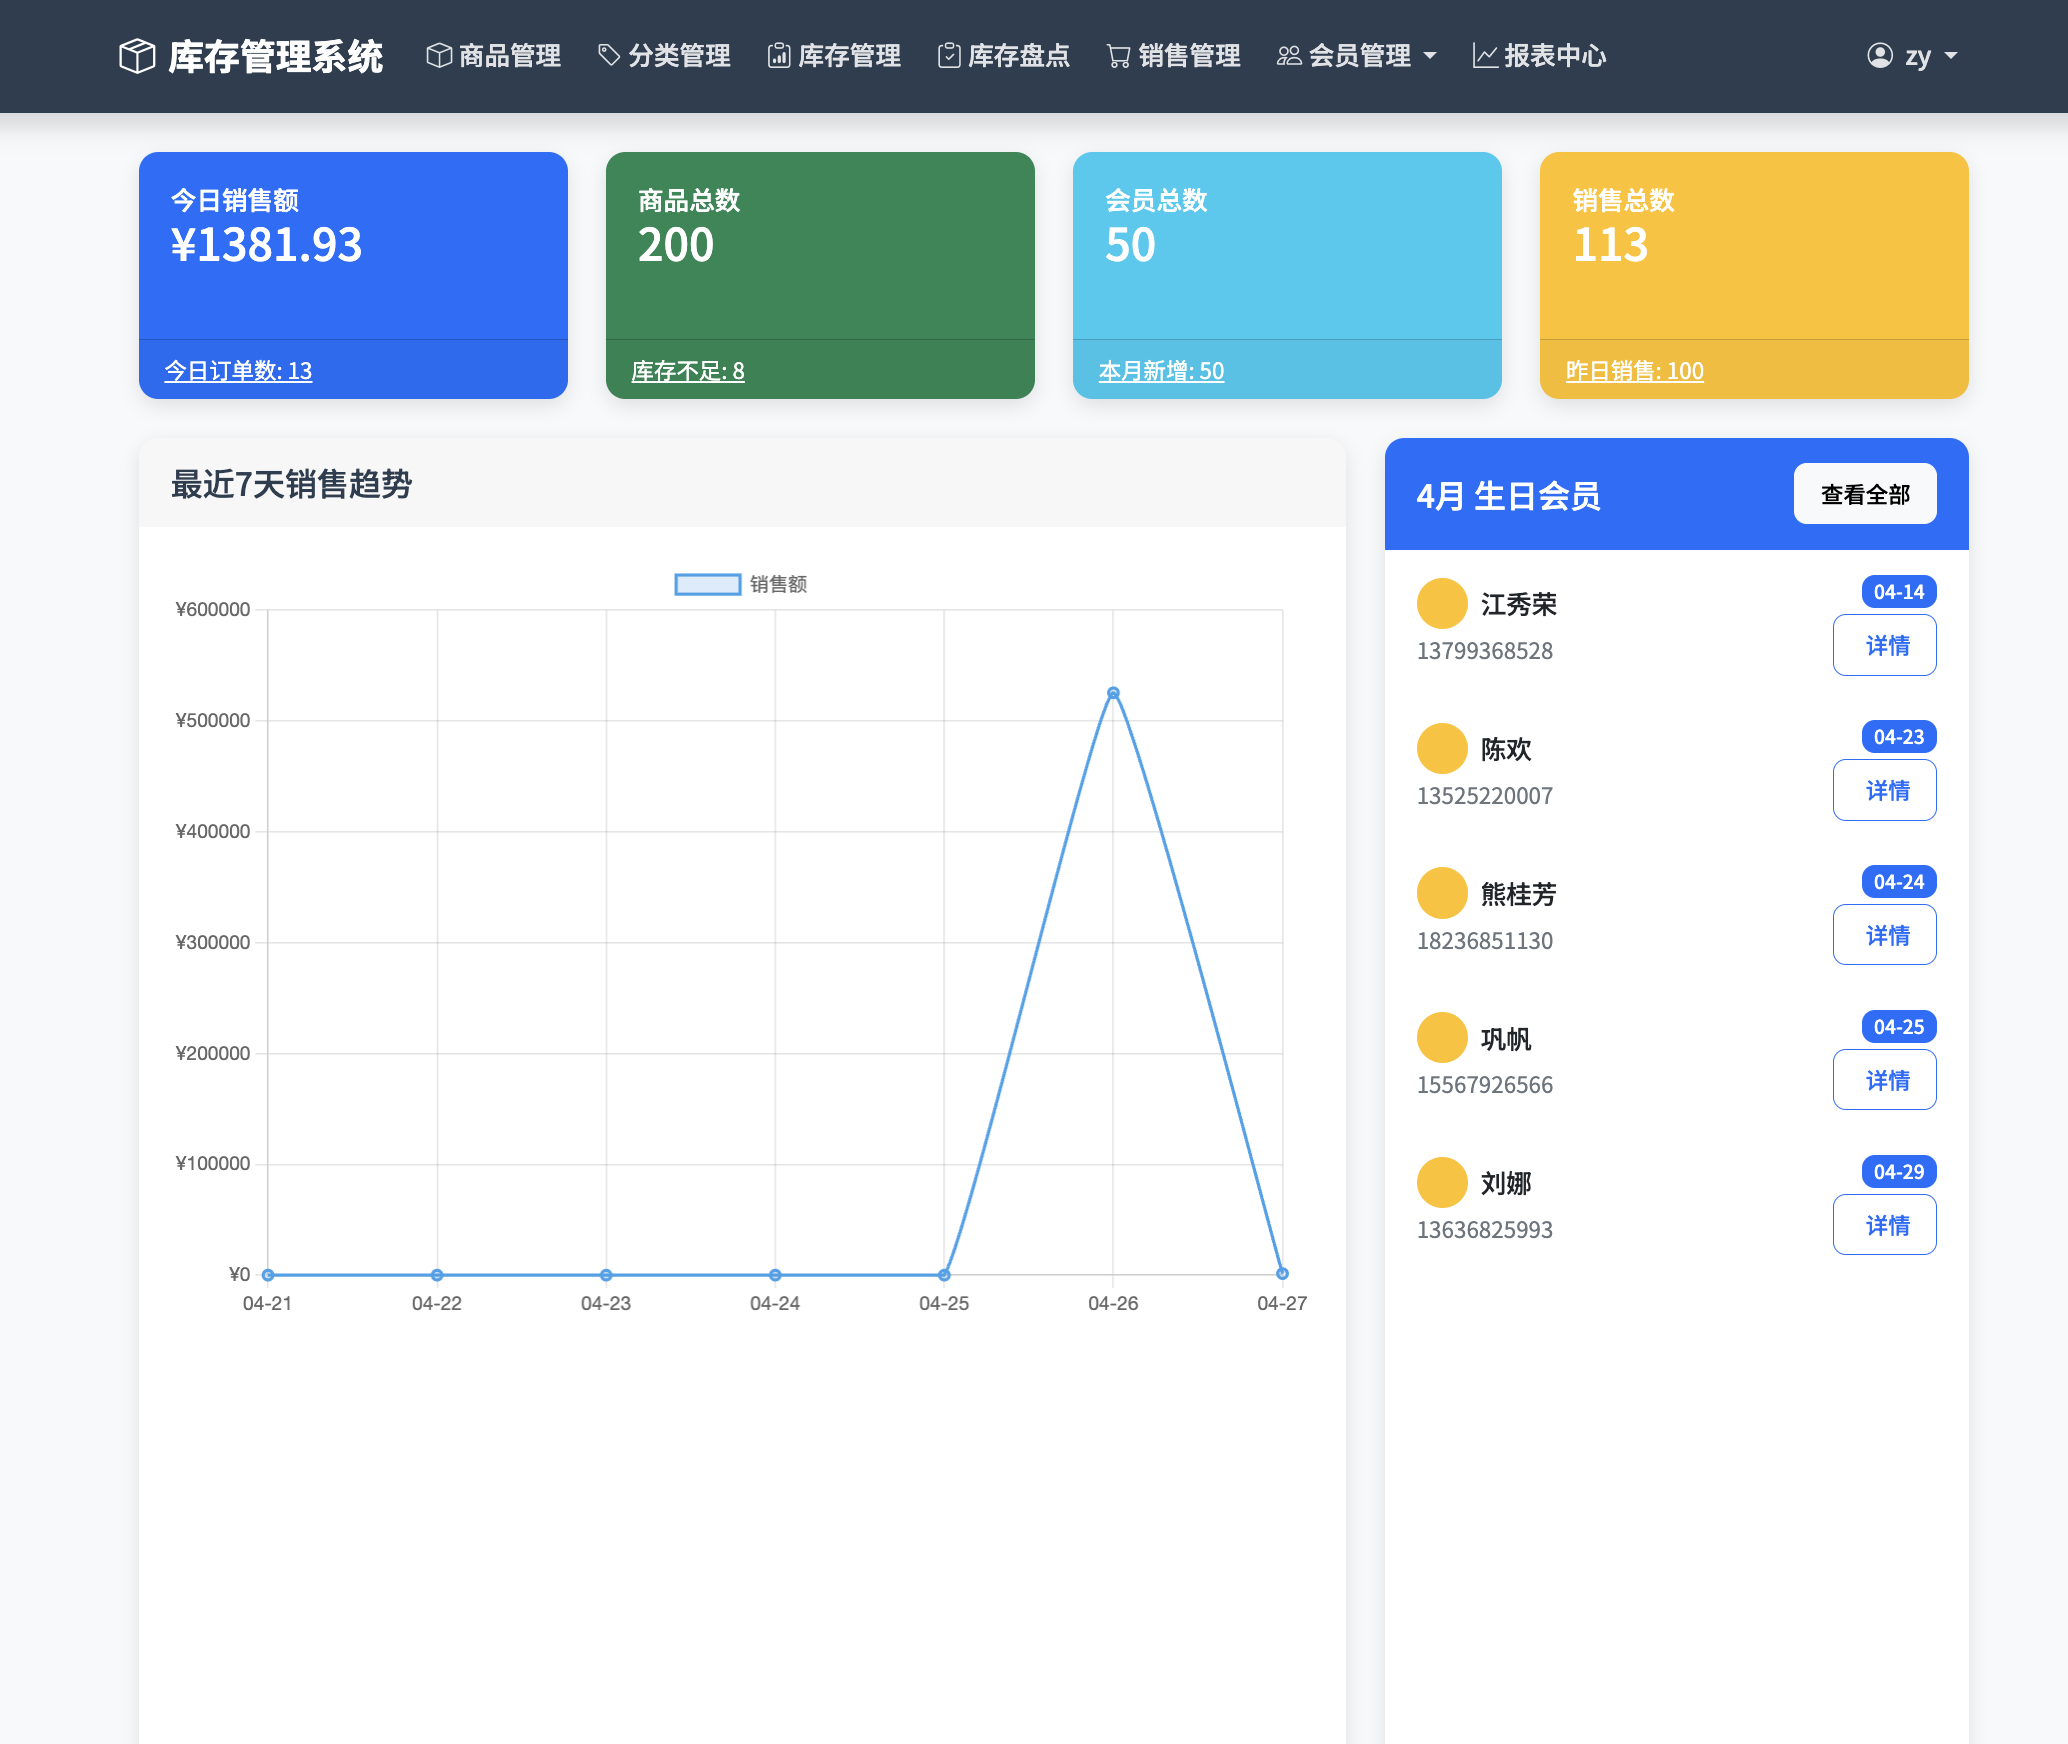 库存管理系统 商品管理 分类管理 库存管理 库存盘点 销售管理 会员管理 报表中心 zy
今日销售额
¥1381.93
今日订单数: 13
商品总数
200
库存不足: 8
会员总数
50
本月新增: 50
销售总数
113
昨日销售: 100
最近7天销售趋势
销售额
¥600000
¥500000
¥400000
¥300000
¥200000
¥100000
¥0
04-21 04-22 04-23 04-24 04-25 04-26 04-27
4月 生日会员 查看全部
江秀荣 04-14
13799368528 详情
陈欢 04-23
13525220007 详情
熊桂芳 04-24
18236851130 详情
巩帆 04-25
15567926566 详情
刘娜 04-29
13636825993 详情